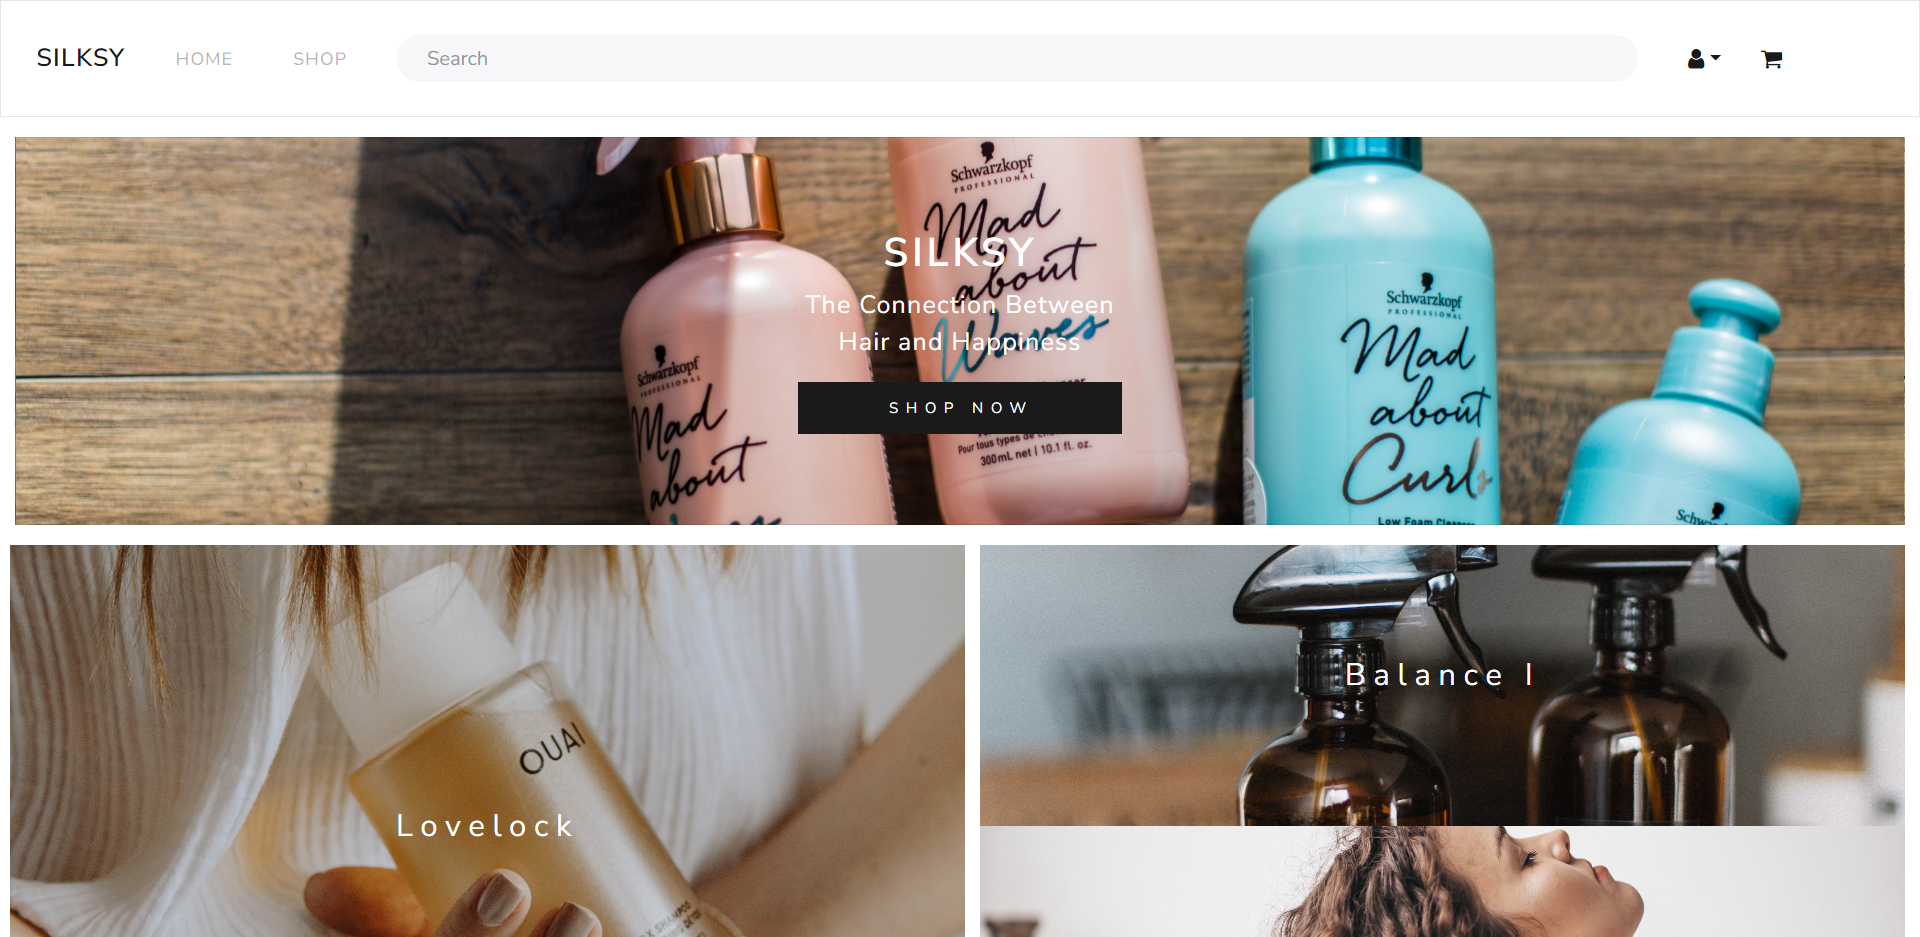 SILKSY
HOME
SHOP
Search
Schwarzkopf
PROFESSIONAL
Mad
about
Waves
SILKSY
The Connection Between
Hair and Happiness
SHOP NOW
Pour tous types de
300mL net | 10.1 fl. oz.
Schwarzkopf
PROFESSIONAL
Mad
about
Schwarzkopf
PROFESSIONAL
Mad
about
Curls
Low Foam Cleanser
OUAI
Lovelock
SHAMPOO
Balance I